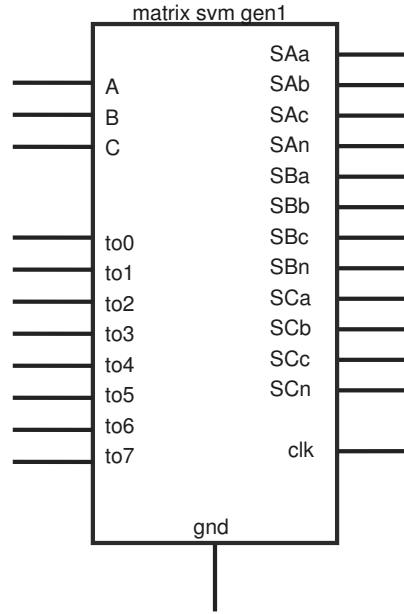 matrix svm gen1
A
B
C
to0
to1
to2
to3
to4
to5
to6
to7
SAa
SAb
SAc
SAn
SBa
SBb
SBc
SBn
SCa
SCb
SCc
SCn
clk
gnd